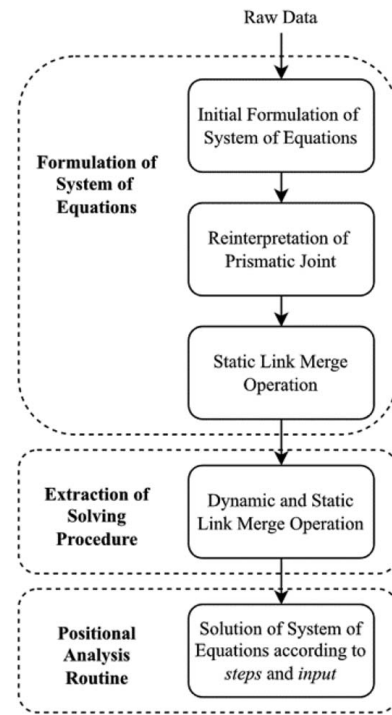 Raw Data
Formulation of
System of
Equations
Initial Formulation of
System of Equations
Reinterpretation of
Prismatic Joint
Static Link Merge
Operation
Extraction of
Solving
Procedure
Dynamic and Static
Link Merge Operation
Positional
Analysis
Routine
Solution of System of
Equations according to
steps and input